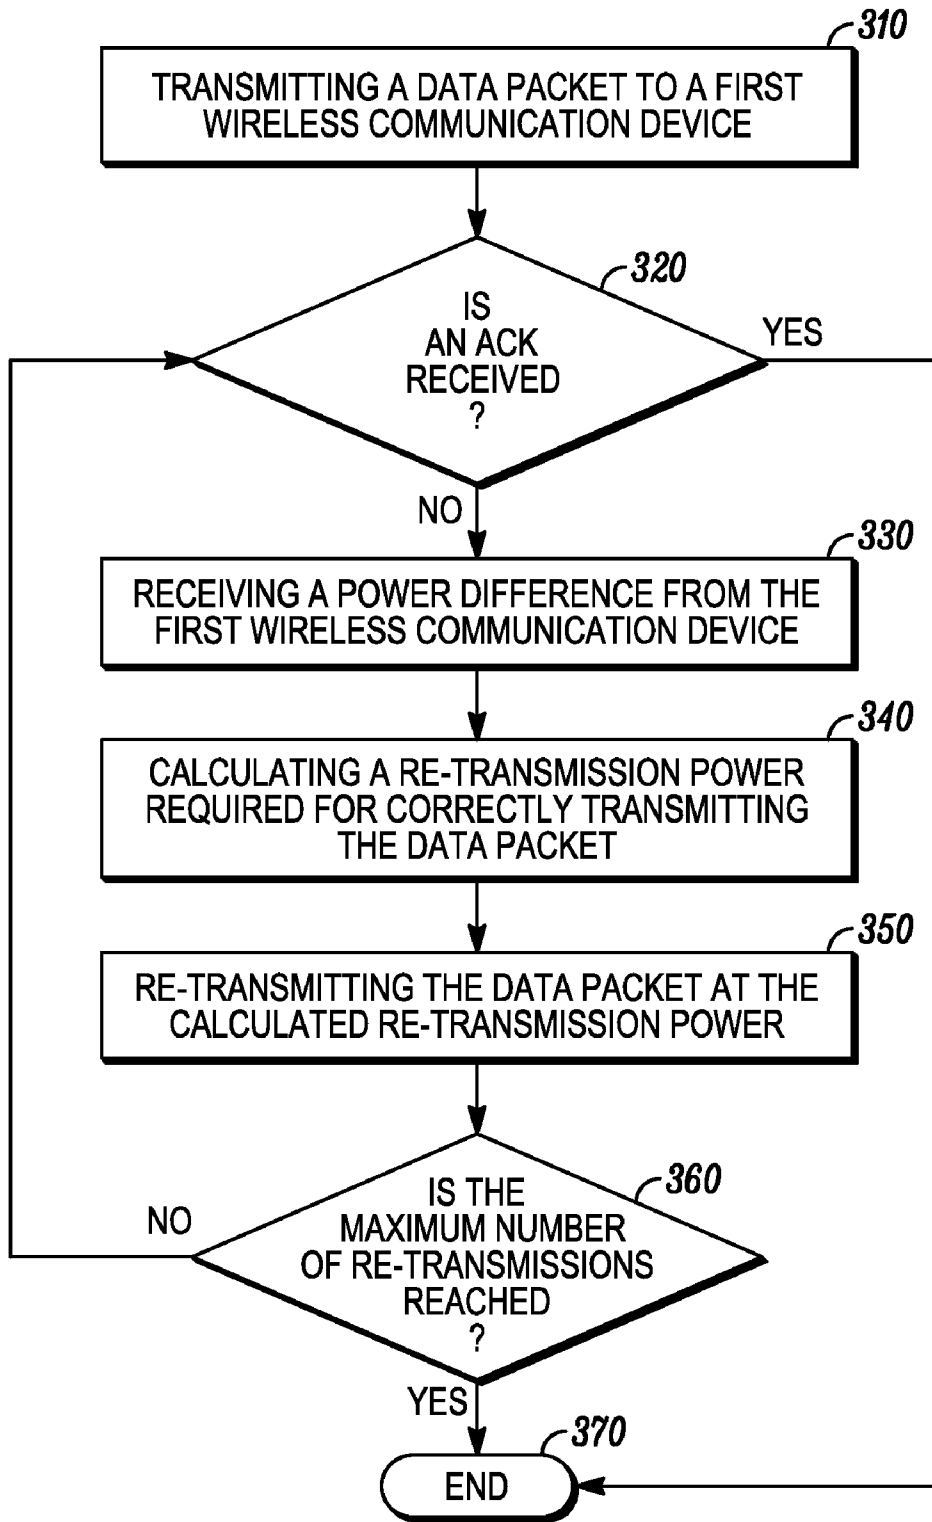 310
TRANSMITTING A DATA PACKET TO A FIRST
WIRELESS COMMUNICATION DEVICE
320
IS
AN ACK
RECEIVED
?
YES
NO
330
RECEIVING A POWER DIFFERENCE FROM THE
FIRST WIRELESS COMMUNICATION DEVICE
340
CALCULATING A RE-TRANSMISSION POWER
REQUIRED FOR CORRECTLY TRANSMITTING
THE DATA PACKET
350
RE-TRANSMITTING THE DATA PACKET AT THE
CALCULATED RE-TRANSMISSION POWER
360
IS THE
MAXIMUM NUMBER
OF RE-TRANSMISSIONS
REACHED
?
NO
YES
370
END